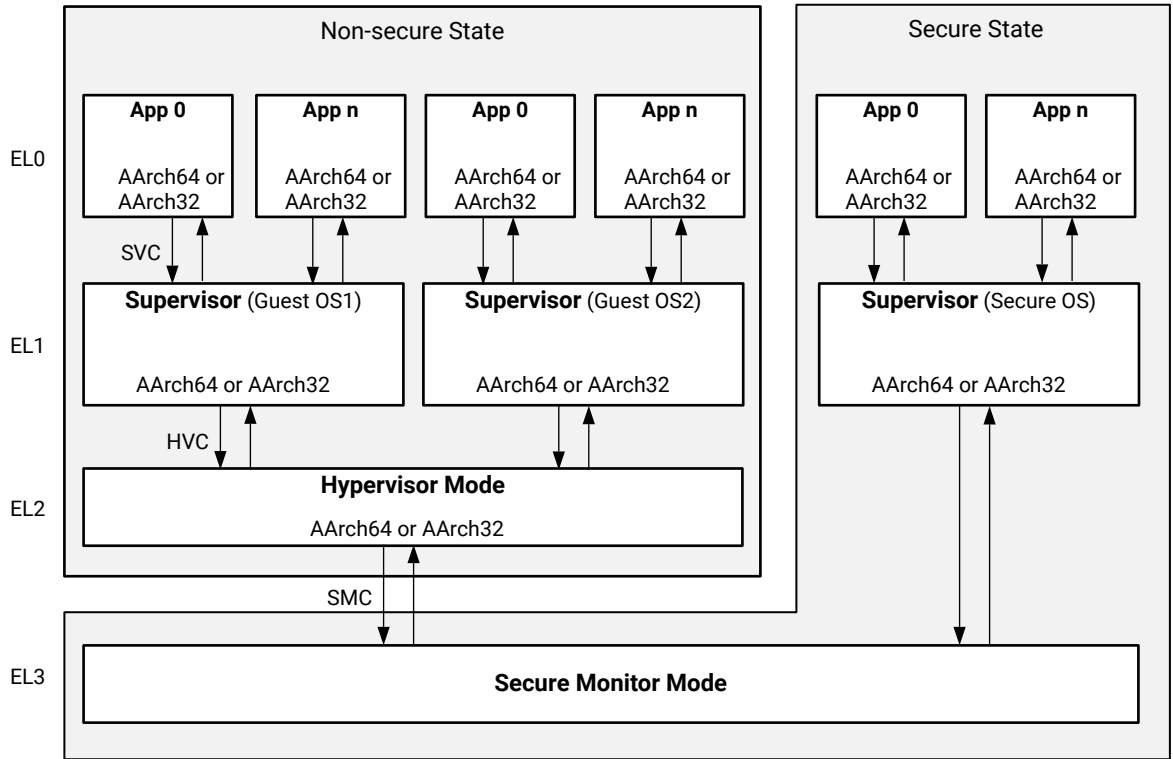 Non-secure State
Secure State
App 0
App n
App 0
App n
App 0
App n
EL0
AArch64 or
AArch32
AArch64 or
AArch32
AArch64 or
AArch32
AArch64 or
AArch32
AArch64 or
AArch32
AArch64 or
AArch32
SVC
Supervisor (Guest OS1)
Supervisor (Guest OS2)
Supervisor (Secure OS)
EL1
AArch64 or AArch32
AArch64 or AArch32
AArch64 or AArch32
HVC
Hypervisor Mode
EL2
AArch64 or AArch32
SMC
EL3
Secure Monitor Mode